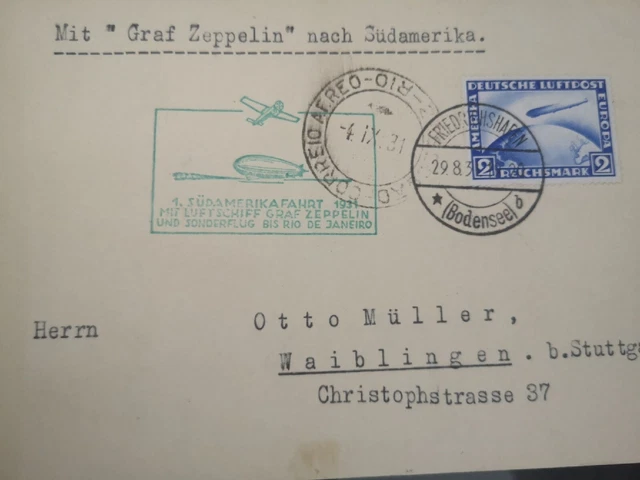 Mit "Graf Zeppelin" nach Südamerika.
CORREIO AEREO-RIO
-4 IX. 31
FRIEDRICHSHAFEN
29.8.3
★ (Bodensee) b
DEUTSCHE LUFTPOST
AMERIKA
EUROPA
2 REICHSMARK 2
1. SÜDAMERIKAFAHRT 1931
MIT LUFTSCHIFF GRAF ZEPPELIN
UND SONDERFLUG BIS RIO DE JANEIRO
Herrn
Otto Müller,
Waiblingen. b.Stuttga
Christophstrasse 37